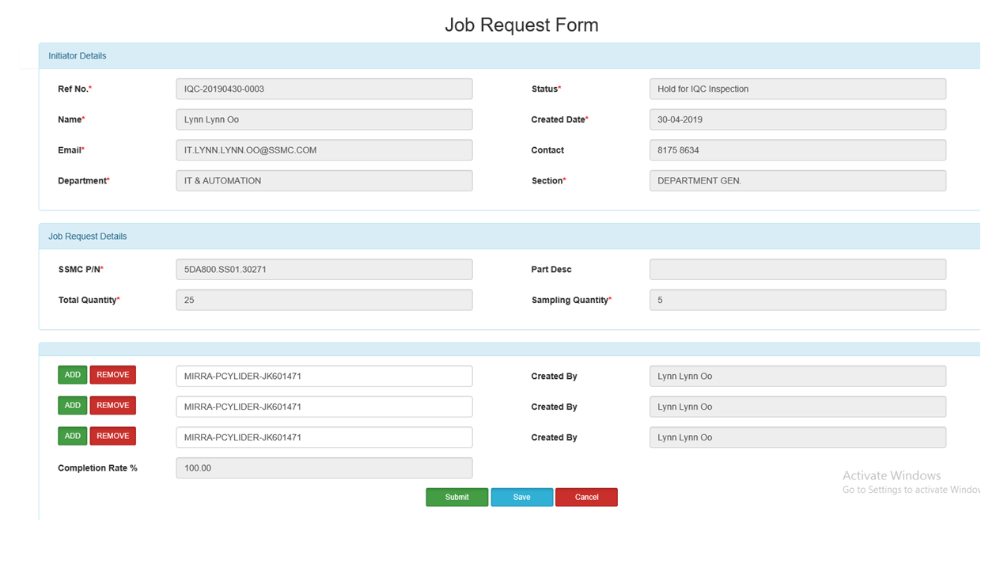 Job Request Form
Initiator Details
Ref No.* IQC-20190430-0003 Status* Hold for IQC Inspection
Name* Lynn Lynn Oo Created Date* 30-04-2019
Email* IT.LYNN.LYNN.OO@SSMC.COM Contact 8175 8634
Department* IT & AUTOMATION Section* DEPARTMENT GEN.
Job Request Details
SSMC P/N* 5DA800.SS01.30271 Part Desc
Total Quantity* 25 Sampling Quantity* 5
ADD REMOVE MIRRA-PCYLIDER-JK601471 Created By Lynn Lynn Oo
ADD REMOVE MIRRA-PCYLIDER-JK601471 Created By Lynn Lynn Oo
ADD REMOVE MIRRA-PCYLIDER-JK601471 Created By Lynn Lynn Oo
Completion Rate % 100.00
Activate Windows
Go to Settings to activate Window
Submit Save Cancel